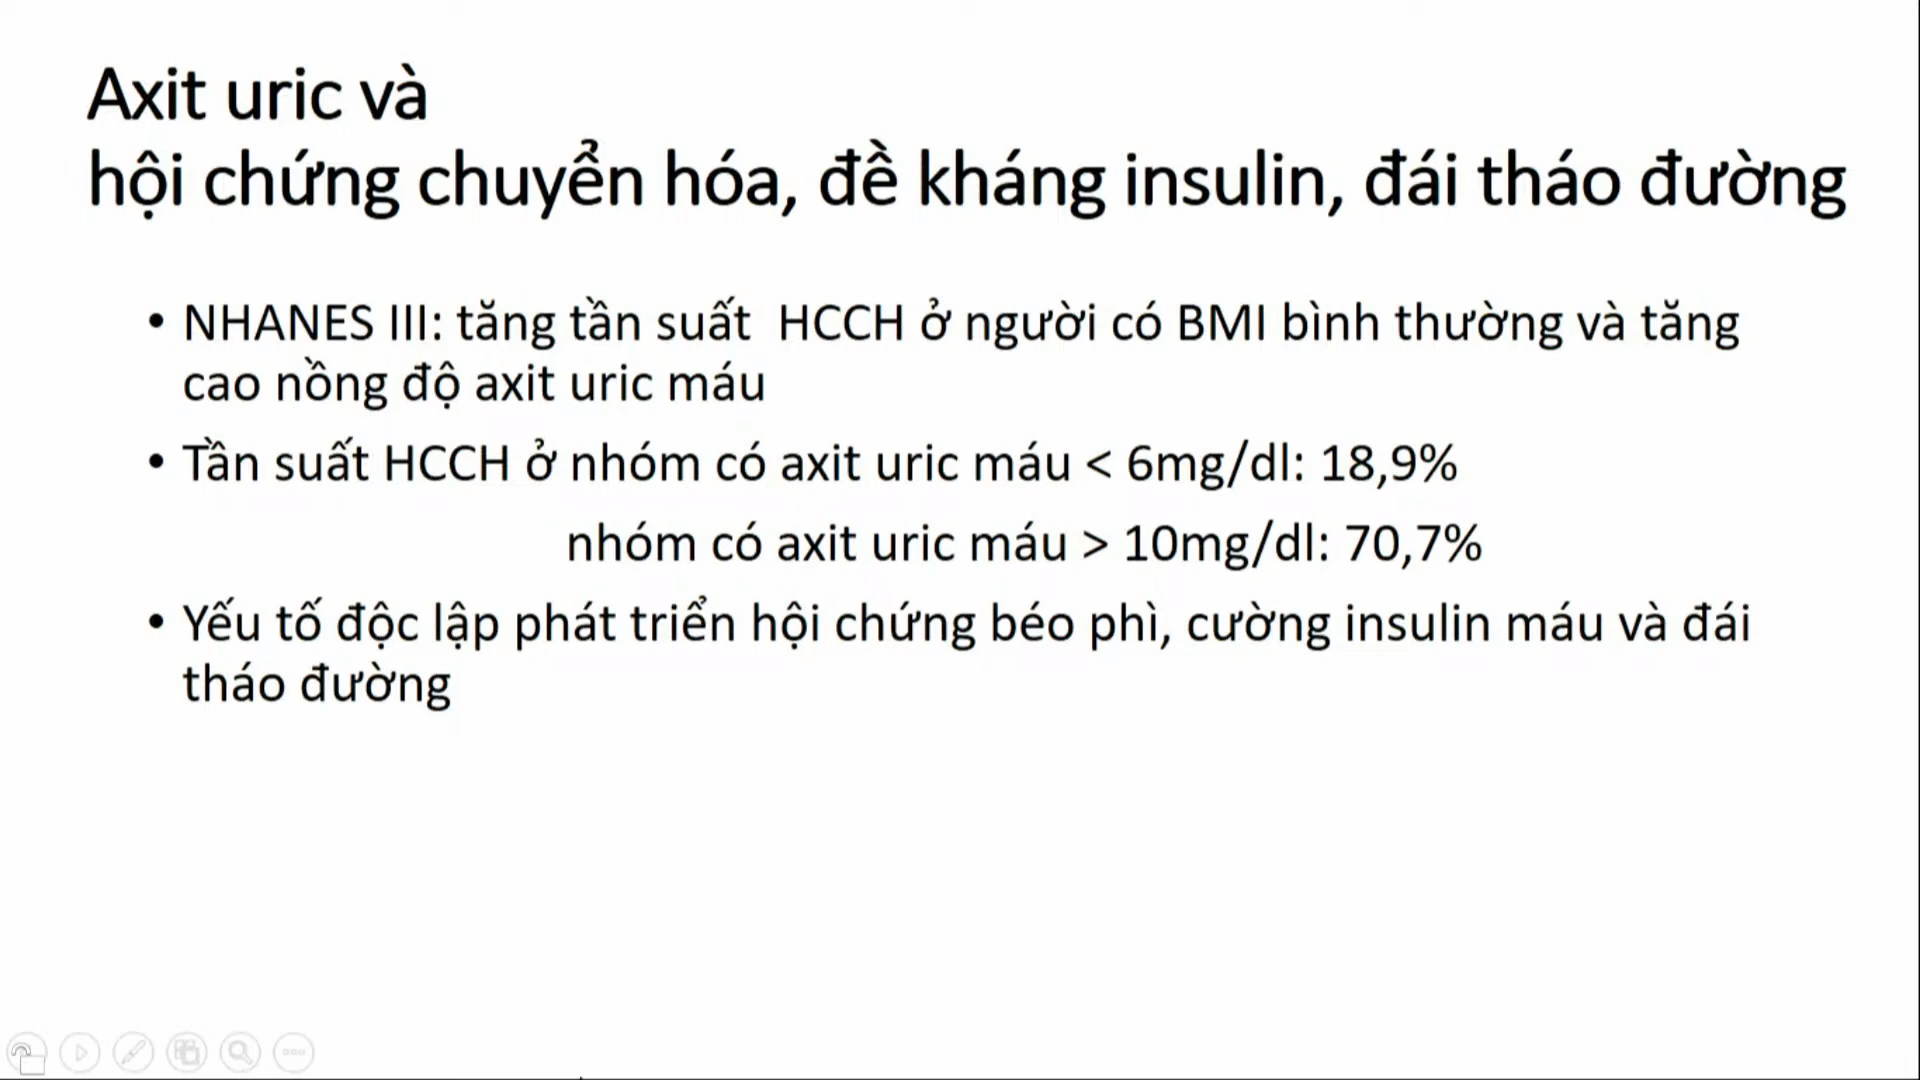 Axit uric và
hội chứng chuyển hóa, đề kháng insulin, đái tháo đường
• NHANES III: tăng tần suất HCCH ở người có BMI bình thường và tăng
cao nồng độ axit uric máu
• Tần suất HCCH ở nhóm có axit uric máu < 6mg/dl: 18,9%
nhóm có axit uric máu > 10mg/dl: 70,7%
• Yếu tố độc lập phát triển hội chứng béo phì, cường insulin máu và đái
tháo đường